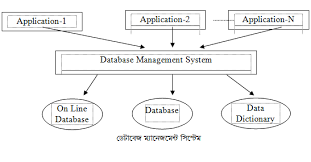 Application-1
Application-2
Application-N
Database Management System
On Line
Database
Database
Data
Dictionary
ডেটাবেজ ম্যানেজমেন্ট সিস্টেম